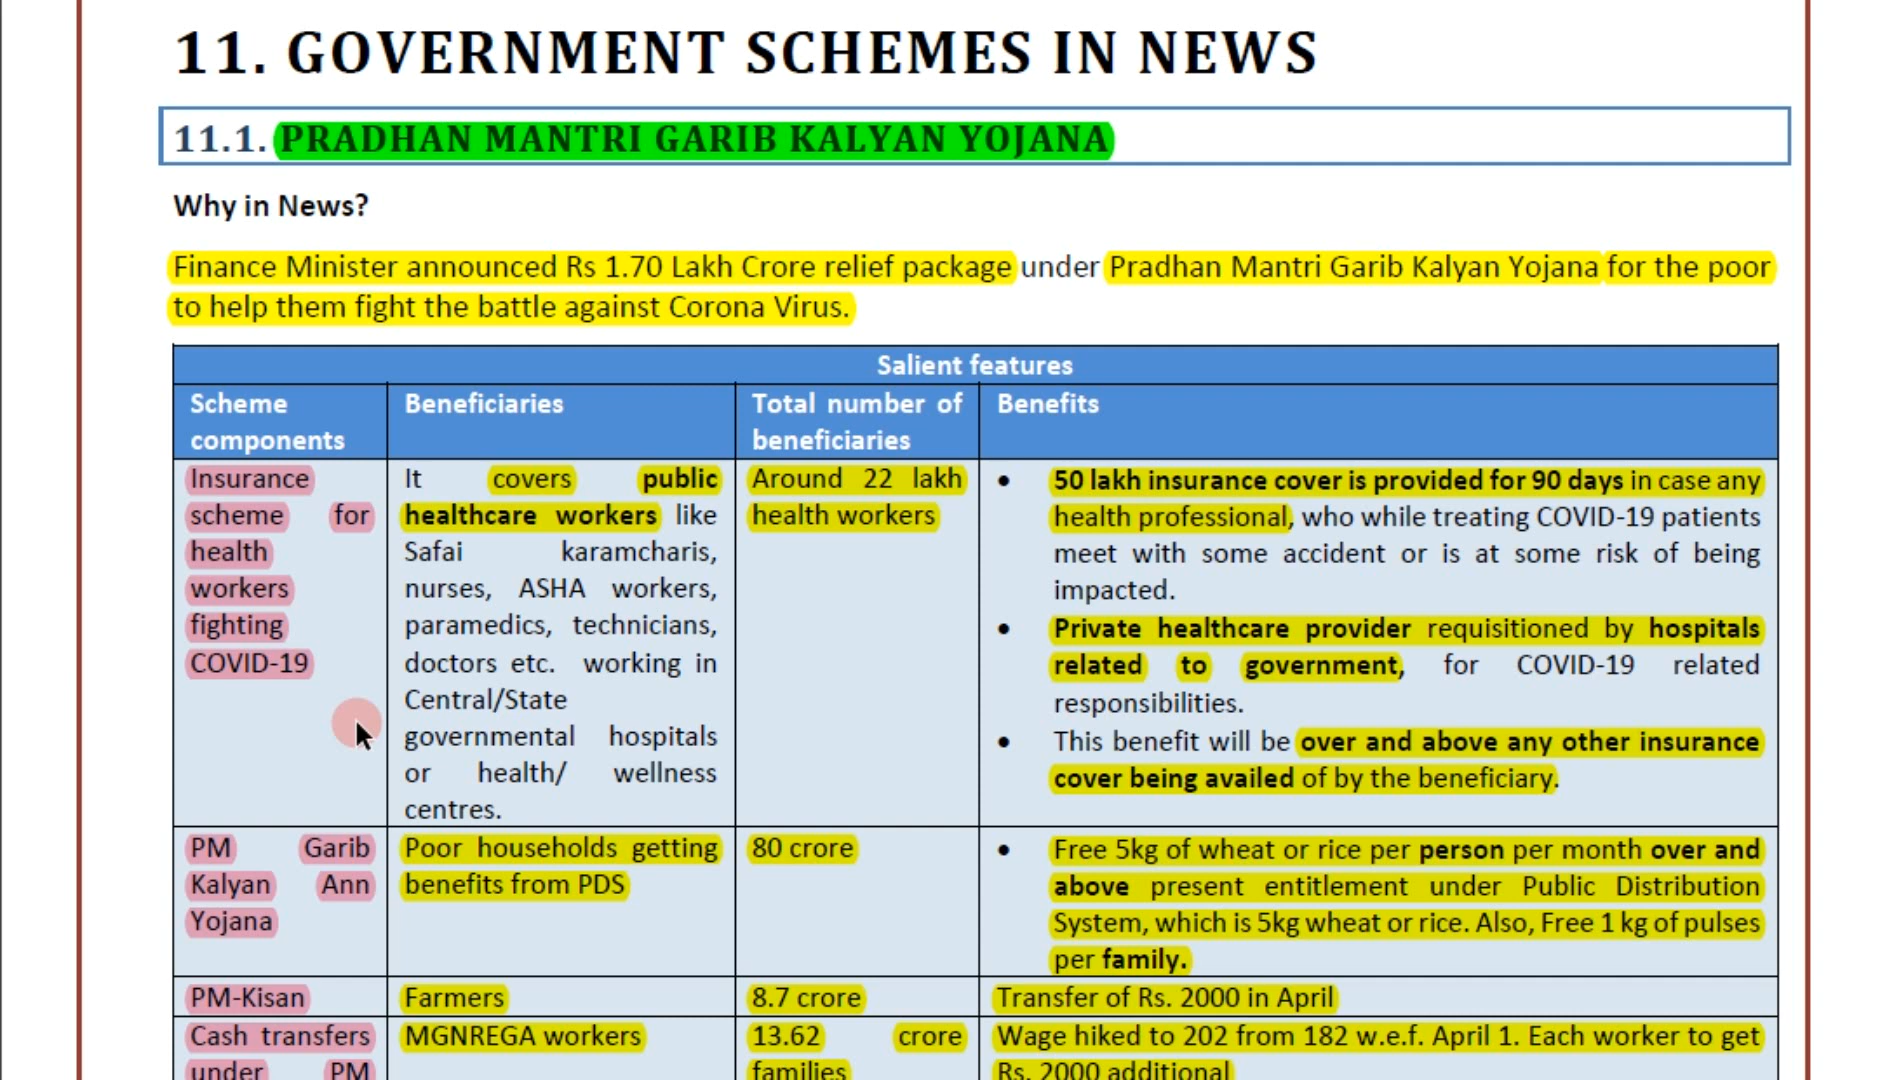 11. GOVERNMENT SCHEMES IN NEWS
11.1. PRADHAN MANTRI GARIB KALYAN YOJANA
Why in News?
Finance Minister announced Rs 1.70 Lakh Crore relief package under Pradhan Mantri Garib Kalyan Yojana for the poor
to help them fight the battle against Corona Virus.
Salient features
Scheme
components
Beneficiaries
Total number of
beneficiaries
Benefits
Insurance
scheme for
health
workers
fighting
COVID-19
It covers public
healthcare workers like
Safai karamcharis,
nurses, ASHA workers,
paramedics, technicians,
doctors etc. working in
Central/State
governmental hospitals
or health/ wellness
centres.
Around 22 lakh
health workers
• 50 lakh insurance cover is provided for 90 days in case any
health professional, who while treating COVID-19 patients
meet with some accident or is at some risk of being
impacted.
• Private healthcare provider requisitioned by hospitals
related to government, for COVID-19 related
responsibilities.
• This benefit will be over and above any other insurance
cover being availed of by the beneficiary.
PM Garib
Kalyan Ann
Yojana
Poor households getting
benefits from PDS
80 crore
• Free 5kg of wheat or rice per person per month over and
above present entitlement under Public Distribution
System, which is 5kg wheat or rice. Also, Free 1 kg of pulses
per family.
PM-Kisan
Farmers
8.7 crore
Transfer of Rs. 2000 in April
Cash transfers
under PM
MGNREGA workers
13.62 crore
families
Wage hiked to 202 from 182 w.e.f. April 1. Each worker to get
Rs. 2000 additional